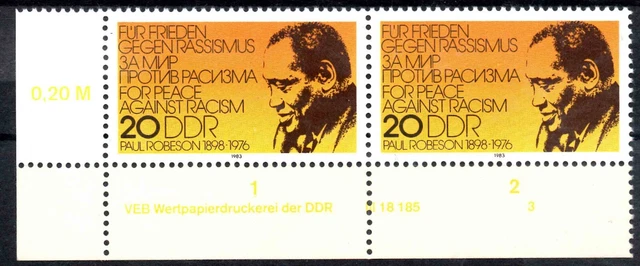 0,20 M
FÜR FRIEDEN
GEGEN RASSISMUS
ЗА МИР
ПРОТИВ РАСИЗМА
FOR PEACE
AGAINST RACISM
20 DDR
PAUL ROBESON 1898·1976
1983
FÜR FRIEDEN
GEGEN RASSISMUS
ЗА МИР
ПРОТИВ РАСИЗМА
FOR PEACE
AGAINST RACISM
20 DDR
PAUL ROBESON 1898·1976
1983
1 2
VEB Wertpapierdruckerei der DDR 18 185 3